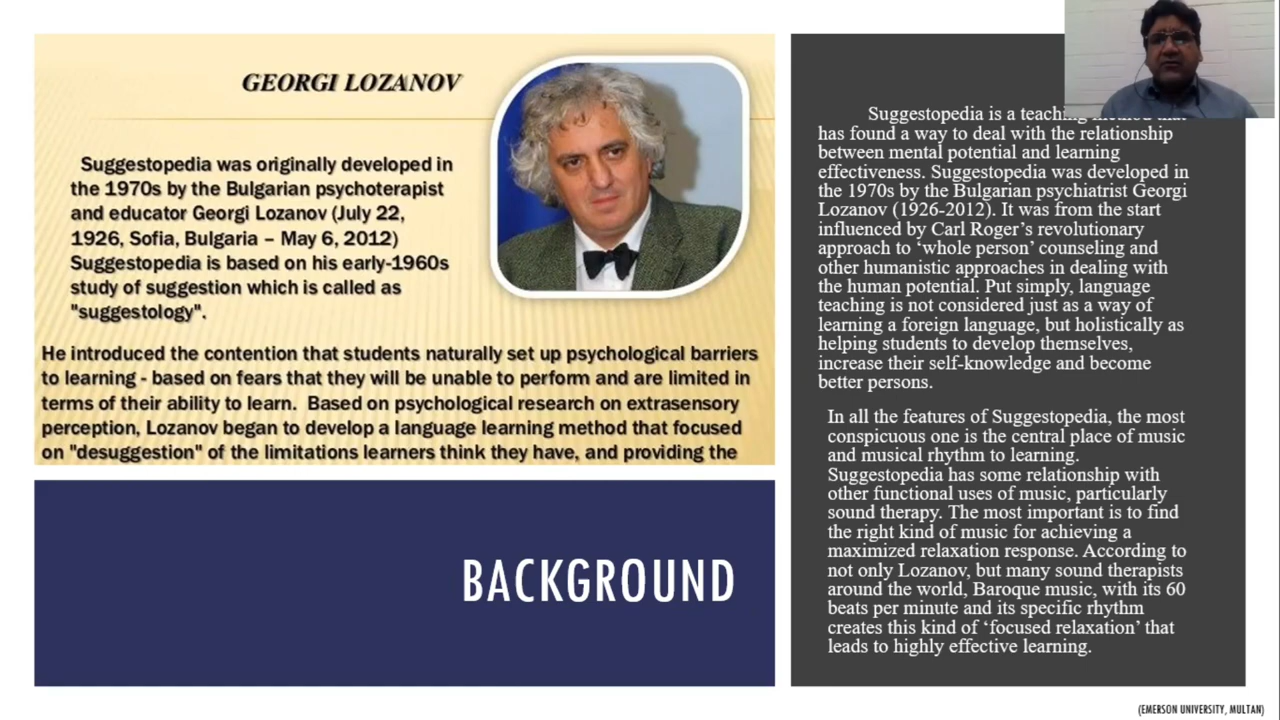 GEORGI LOZANOV
Suggestopedia was originally developed in
the 1970s by the Bulgarian psychoterapist
and educator Georgi Lozanov (July 22,
1926, Sofia, Bulgaria – May 6, 2012)
Suggestopedia is based on his early-1960s
study of suggestion which is called as
"suggestology".
He introduced the contention that students naturally set up psychological barriers
to learning - based on fears that they will be unable to perform and are limited in
terms of their ability to learn. Based on psychological research on extrasensory
perception, Lozanov began to develop a language learning method that focused
on "desuggestion" of the limitations learners think they have, and providing the
BACKGROUND
Suggestopedia is a teaching method that
has found a way to deal with the relationship
between mental potential and learning
effectiveness. Suggestopedia was developed in
the 1970s by the Bulgarian psychiatrist Georgi
Lozanov (1926-2012). It was from the start
influenced by Carl Roger’s revolutionary
approach to ‘whole person’ counseling and
other humanistic approaches in dealing with
the human potential. Put simply, language
teaching is not considered just as a way of
learning a foreign language, but holistically as
helping students to develop themselves,
increase their self-knowledge and become
better persons.
In all the features of Suggestopedia, the most
conspicuous one is the central place of music
and musical rhythm to learning.
Suggestopedia has some relationship with
other functional uses of music, particularly
sound therapy. The most important is to find
the right kind of music for achieving a
maximized relaxation response. According to
not only Lozanov, but many sound therapists
around the world, Baroque music, with its 60
beats per minute and its specific rhythm
creates this kind of ‘focused relaxation’ that
leads to highly effective learning.
(EMERSON UNIVERSITY, MULTAN)